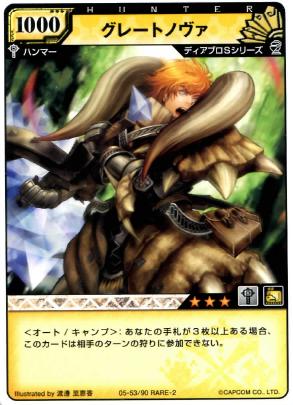 HUNTER
1000
グレートノヴァ
ハンマー
ディアブロSシリーズ
2
<オート / キャンプ>：あなたの手札が3枚以上ある場合、
このカードは相手のターンの狩りに参加できない。
Illustrated by 渡邊 里恵香 05-53/90 RARE-2 ©CAPCOM CO., LTD.